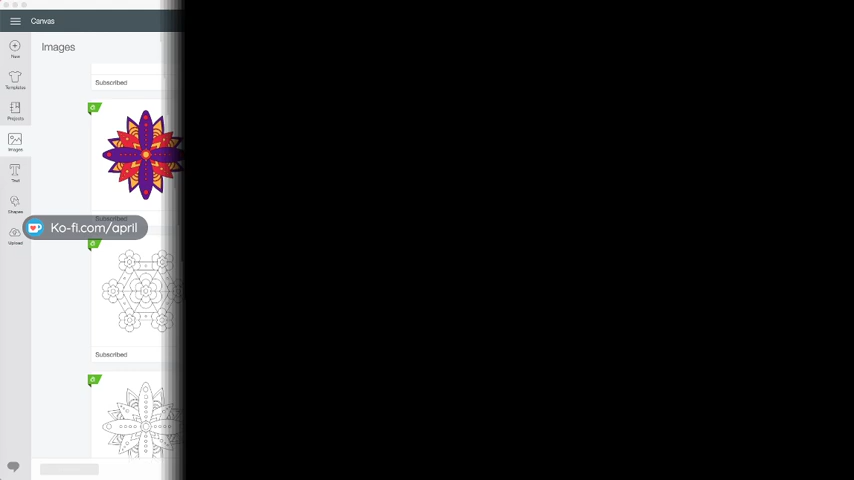 Canvas
Images
New
Templates
Projects
Images
Text
Shapes
Upload
Subscribed
Subscribed
Ko-fi.com/april
Subscribed